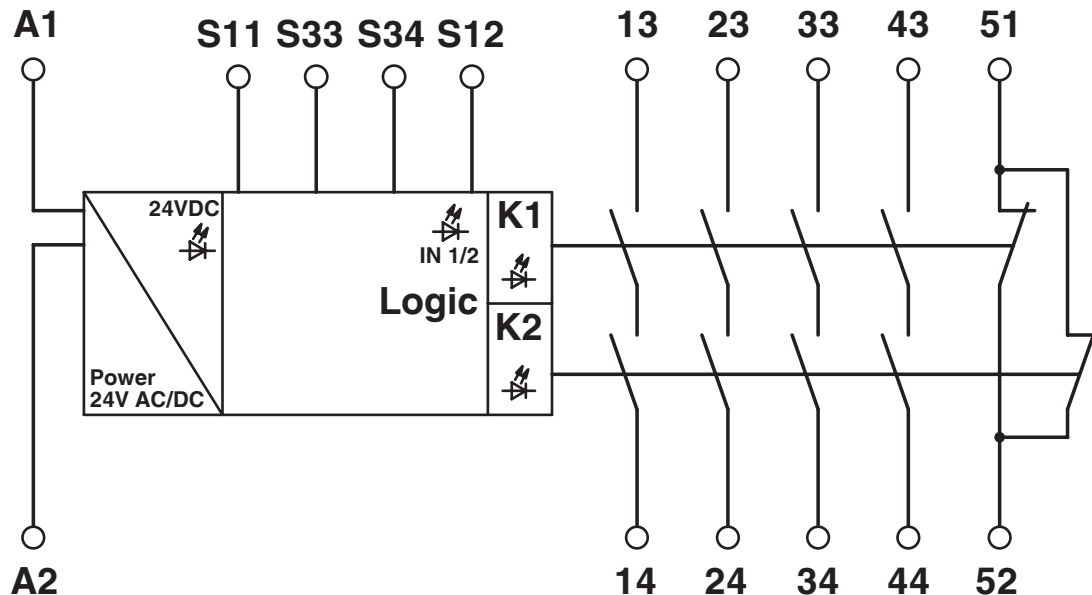 A1 S11 S33 S34 S12 13 23 33 43 51
24VDC
K1
IN 1/2
Logic
K2
Power
24V AC/DC
A2 14 24 34 44 52